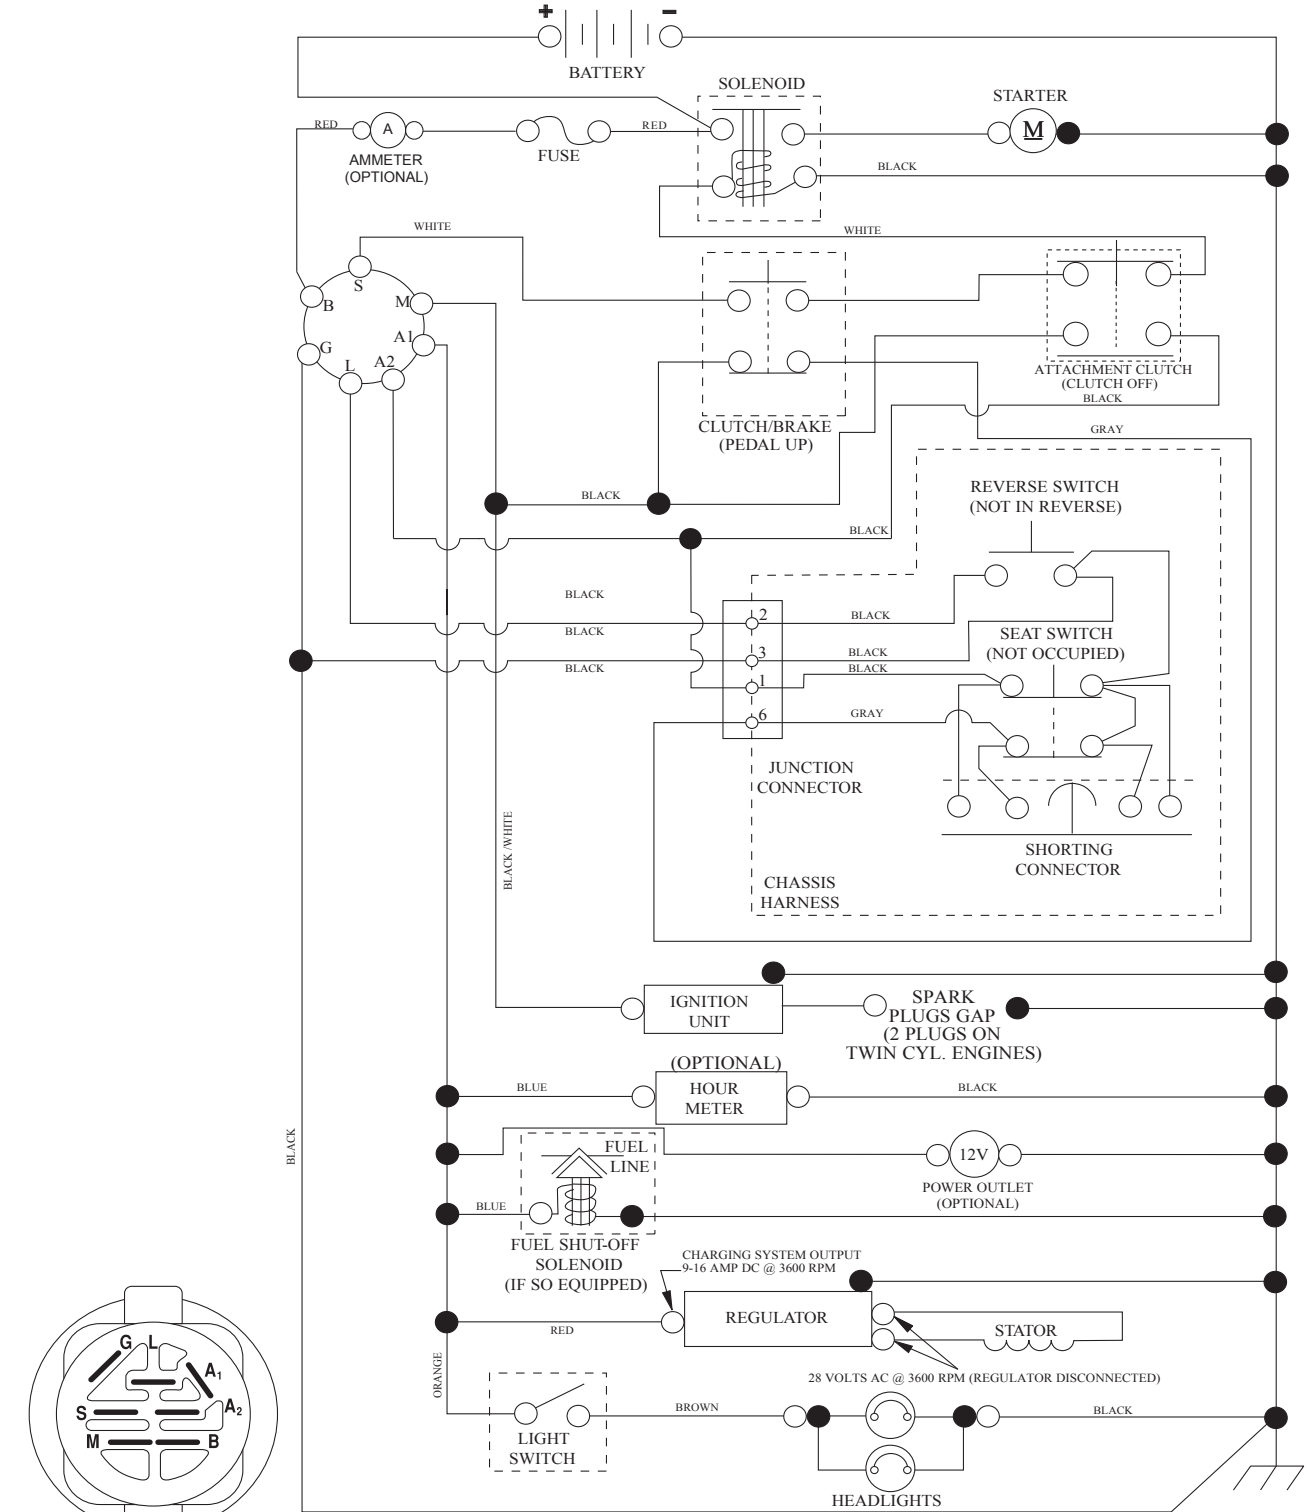 + −
BATTERY
SOLENOID
STARTER
RED
A
RED
M
FUSE
AMMETER
(OPTIONAL)
BLACK
WHITE
WHITE
S
B
M
A1
G
L
A2
ATTACHMENT CLUTCH
(CLUTCH OFF)
BLACK
CLUTCH/BRAKE
(PEDAL UP)
GRAY
REVERSE SWITCH
(NOT IN REVERSE)
BLACK
BLACK
BLACK
2
BLACK
BLACK
SEAT SWITCH
(NOT OCCUPIED)
3
BLACK
BLACK
BLACK
1
6
GRAY
JUNCTION
CONNECTOR
BLACK /WHITE
SHORTING
CONNECTOR
CHASSIS
HARNESS
IGNITION
UNIT
SPARK
PLUGS GAP
(2 PLUGS ON
TWIN CYL. ENGINES)
(OPTIONAL)
HOUR
METER
BLUE
BLACK
BLACK
FUEL
LINE
12V
POWER OUTLET
(OPTIONAL)
BLUE
FUEL SHUT-OFF
SOLENOID
(IF SO EQUIPPED)
CHARGING SYSTEM OUTPUT
9-16 AMP DC @ 3600 RPM
REGULATOR
RED
STATOR
28 VOLTS AC @ 3600 RPM (REGULATOR DISCONNECTED)
ORANGE
G L
A1
A2
S
M B
BROWN
BLACK
LIGHT
SWITCH
HEADLIGHTS